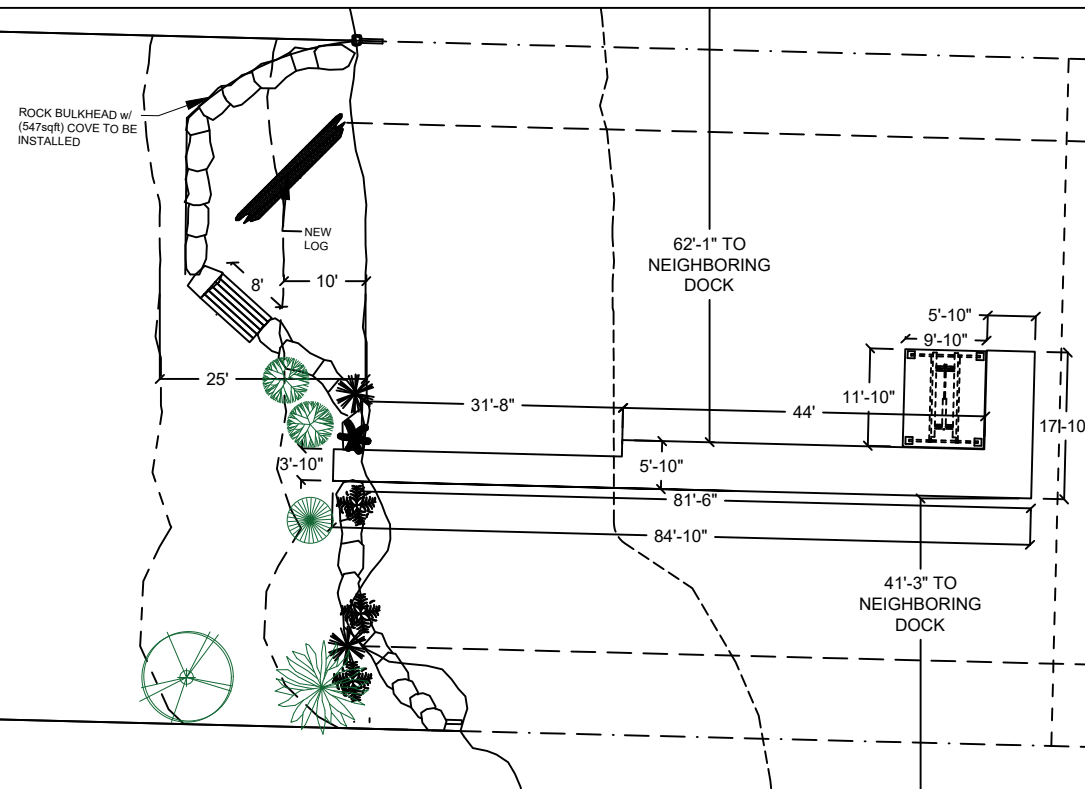 ROCK BULKHEAD w/
(547sqft) COVE TO BE
INSTALLED
NEW
LOG
8'
10'
25'
62'-1" TO
NEIGHBORING
DOCK
5'-10"
9'-10"
11'-10"
17'-10
31'-8"
44'
3'-10"
5'-10"
81'-6"
84'-10"
41'-3" TO
NEIGHBORING
DOCK